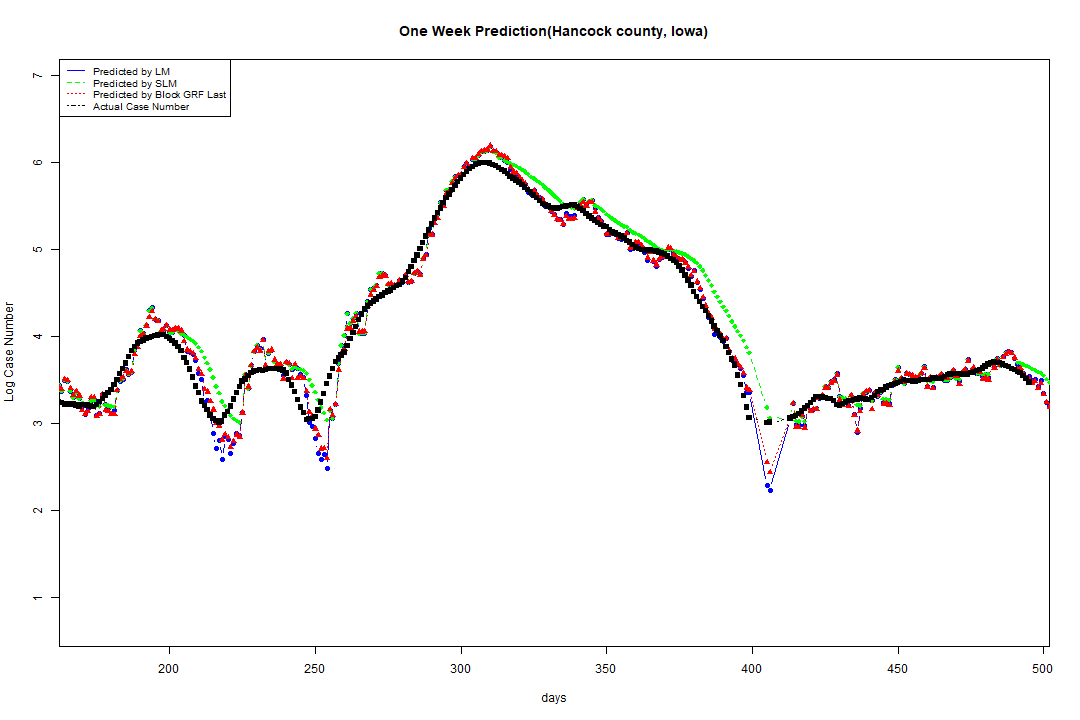 One Week Prediction(Hancock county, Iowa)
Predicted by LM
Predicted by SLM
Predicted by Block GRF Last
Actual Case Number
7
6
5
4
3
2
1
Log Case Number
200 250 300 350 400 450 500
days